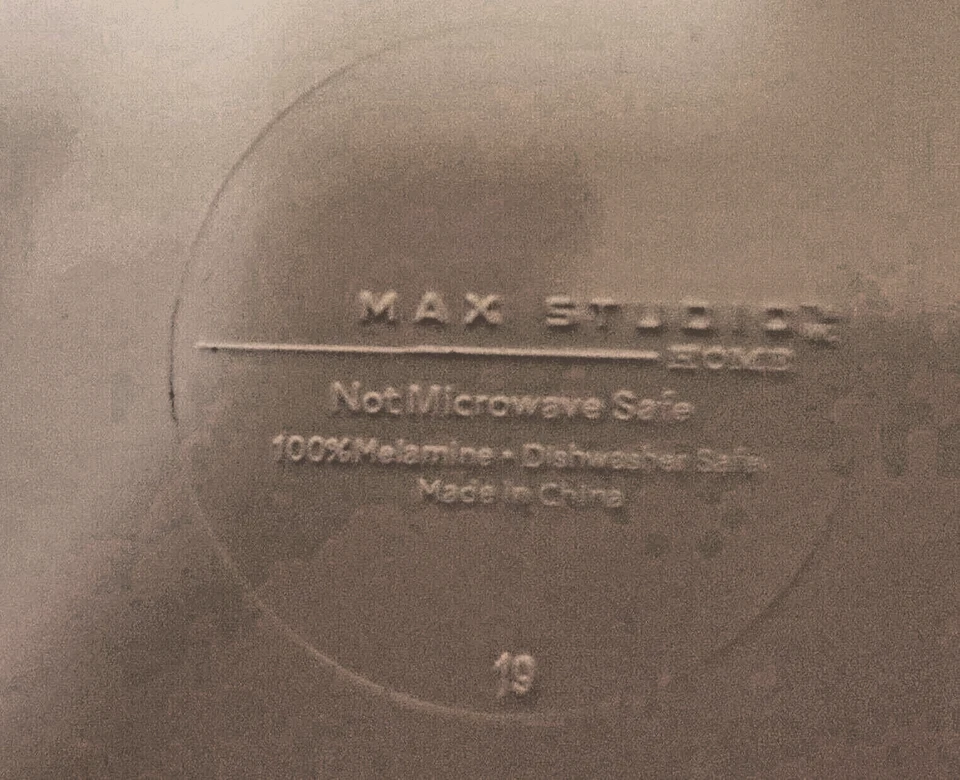 MAX STUDIO
HOME
Not Microwave Safe
100% Melamine • Dishwasher Safe
Made in China
19